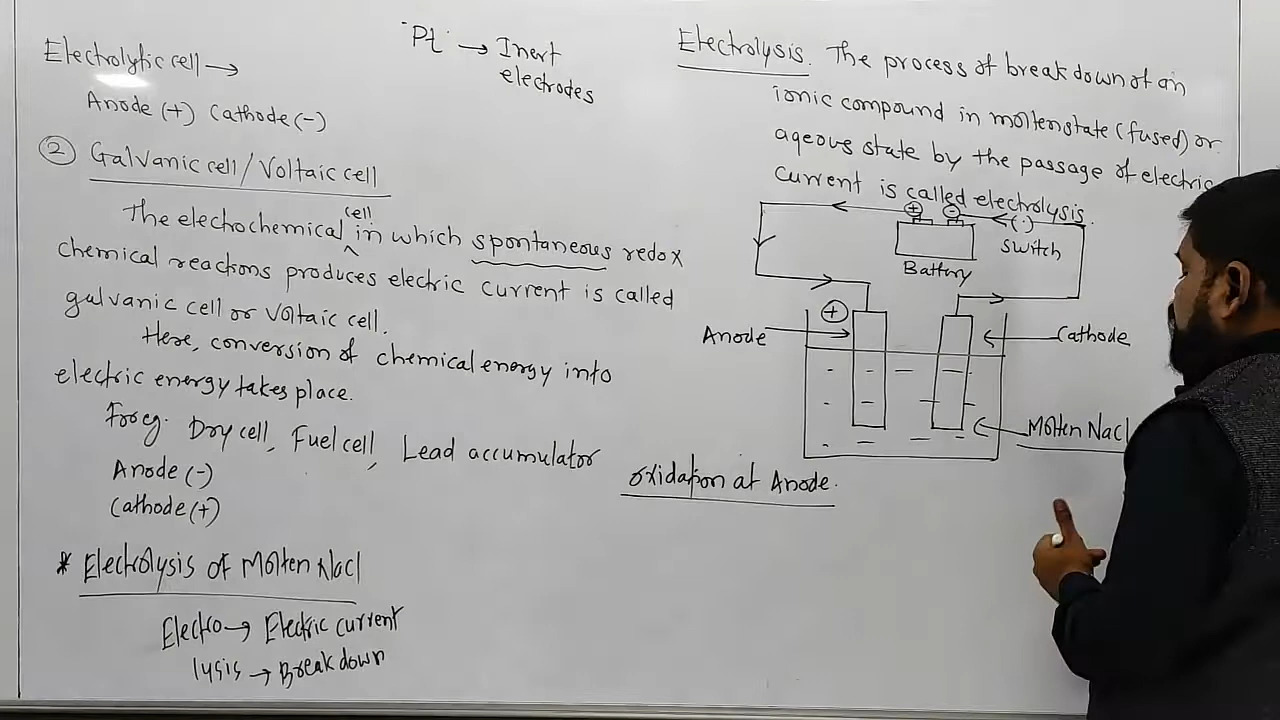 Electrolytic cell →
Anode (+) Cathode (-)
Pt → Inert
electrodes
② Galvanic cell / Voltaic cell
cell
The electrochemical ^ in which spontaneous redox
chemical reactions produces electric current is called
galvanic cell or voltaic cell.
Here, conversion of chemical energy into
electric energy takes place.
For eg. Dry cell, Fuel cell, Lead accumulator
Anode (-)
Cathode (+)
* Electrolysis of Molten Nacl
Electro → Electric current
lysis → Break down
Electrolysis. The process of break down of an
ionic compound in molten state (fused) or
aqeous state by the passage of electric
current is called electrolysis.
+ -
(·)
Switch
Battery
+
Anode
Cathode
Molten Nacl
oxidation at Anode.